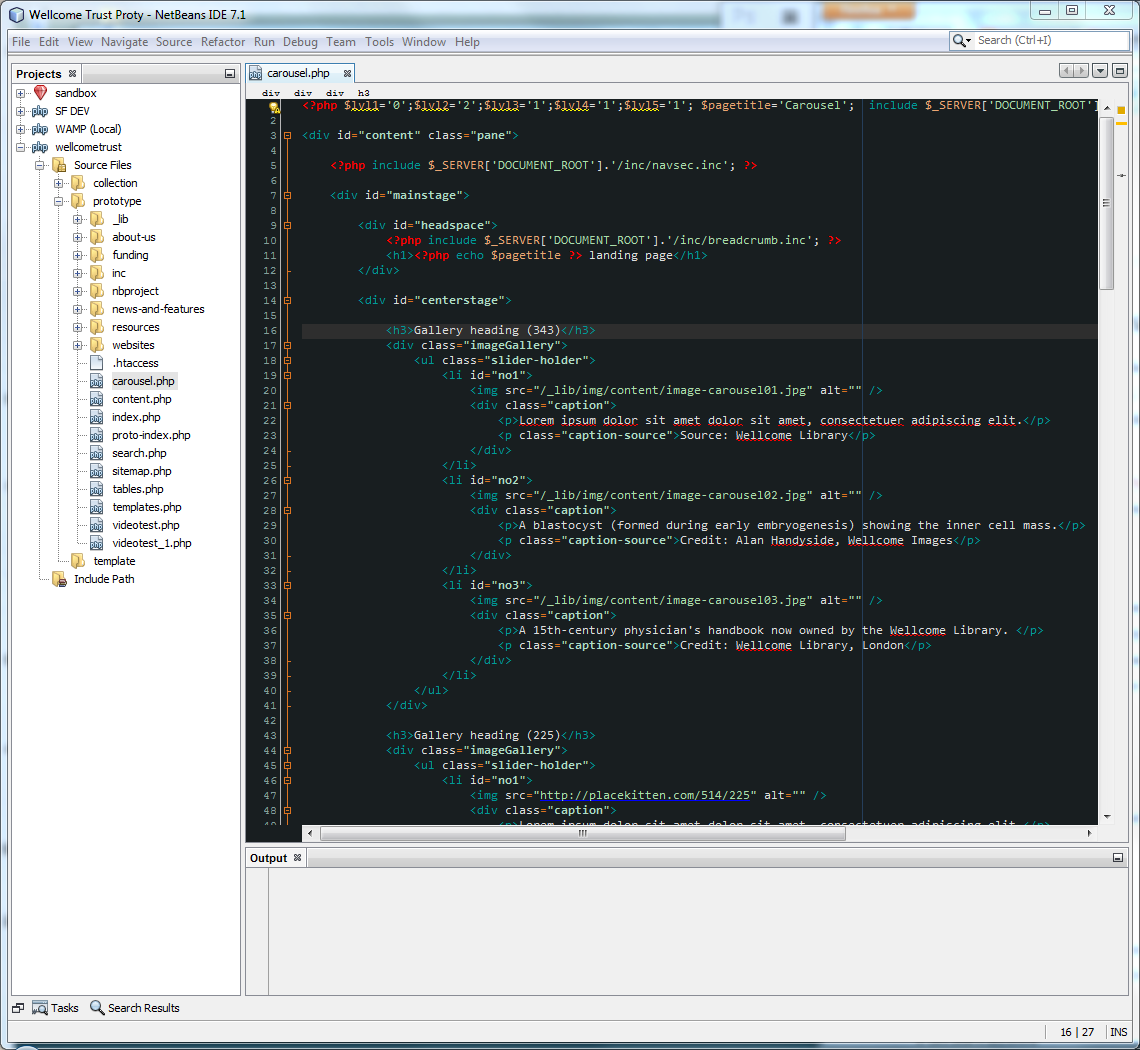 Wellcome Trust Proty - NetBeans IDE 7.1
File Edit View Navigate Source Refactor Run Debug Team Tools Window Help
Search (Ctrl+I)
Projects
sandbox
SF DEV
WAMP (Local)
wellcometrust
Source Files
collection
prototype
_lib
about-us
funding
inc
nbproject
news-and-features
resources
websites
.htaccess
carousel.php
content.php
index.php
proto-index.php
search.php
sitemap.php
tables.php
templates.php
videotest.php
videotest_1.php
template
Include Path
carousel.php
div div div h3
<?php $lvl1='0';$lvl2='2';$lvl3='1';$lvl4='1';$lvl5='1'; $pagetitle='Carousel'; include $_SERVER['DOCUMENT_ROOT']
2
3 <div id="content" class="pane">
4
5 <?php include $_SERVER['DOCUMENT_ROOT'].'/inc/navsec.inc'; ?>
6
7 <div id="mainstage">
8
9 <div id="headspace">
10 <?php include $_SERVER['DOCUMENT_ROOT'].'/inc/breadcrumb.inc'; ?>
11 <h1><?php echo $pagetitle ?> landing page</h1>
12 </div>
13
14 <div id="centerstage">
15
16 <h3>Gallery heading (343)</h3>
17 <div class="imageGallery">
18 <ul class="slider-holder">
19 <li id="no1">
20 <img src="/_lib/img/content/image-carousel01.jpg" alt="" />
21 <div class="caption">
22 <p>Lorem ipsum dolor sit amet dolor sit amet, consectetuer adipiscing elit.</p>
23 <p class="caption-source">Source: Wellcome Library</p>
24 </div>
25 </li>
26 <li id="no2">
27 <img src="/_lib/img/content/image-carousel02.jpg" alt="" />
28 <div class="caption">
29 <p>A blastocyst (formed during early embryogenesis) showing the inner cell mass.</p>
30 <p class="caption-source">Credit: Alan Handyside, Wellcome Images</p>
31 </div>
32 </li>
33 <li id="no3">
34 <img src="/_lib/img/content/image-carousel03.jpg" alt="" />
35 <div class="caption">
36 <p>A 15th-century physician's handbook now owned by the Wellcome Library. </p>
37 <p class="caption-source">Credit: Wellcome Library, London</p>
38 </div>
39 </li>
40 </ul>
41 </div>
42
43 <h3>Gallery heading (225)</h3>
44 <div class="imageGallery">
45 <ul class="slider-holder">
46 <li id="no1">
47 <img src="http://placekitten.com/514/225" alt="" />
48 <div class="caption">
49 <p>Lorem ipsum dolor sit amet dolor sit amet, consectetuer adipiscing elit.</p>
Output
Tasks Search Results
16 | 27 INS